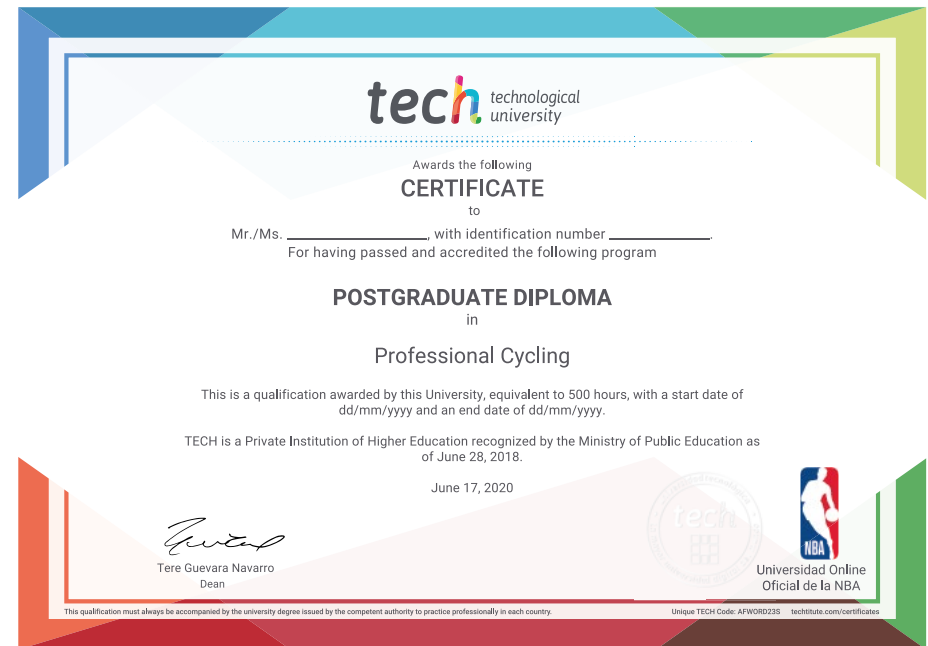 tech technological
university
Awards the following
CERTIFICATE
to
Mr./Ms. ____________________, with identification number ______________.
For having passed and accredited the following program
POSTGRADUATE DIPLOMA
in
Professional Cycling
This is a qualification awarded by this University, equivalent to 500 hours, with a start date of
dd/mm/yyyy and an end date of dd/mm/yyyy.
TECH is a Private Institution of Higher Education recognized by the Ministry of Public Education as
of June 28, 2018.
June 17, 2020
tech
NBA
Tere Guevara Navarro
Dean
Universidad Online
Oficial de la NBA
This qualification must always be accompanied by the university degree issued by the competent authority to practice professionally in each country.
Unique TECH Code: AFWORD23S techtitute.com/certificates